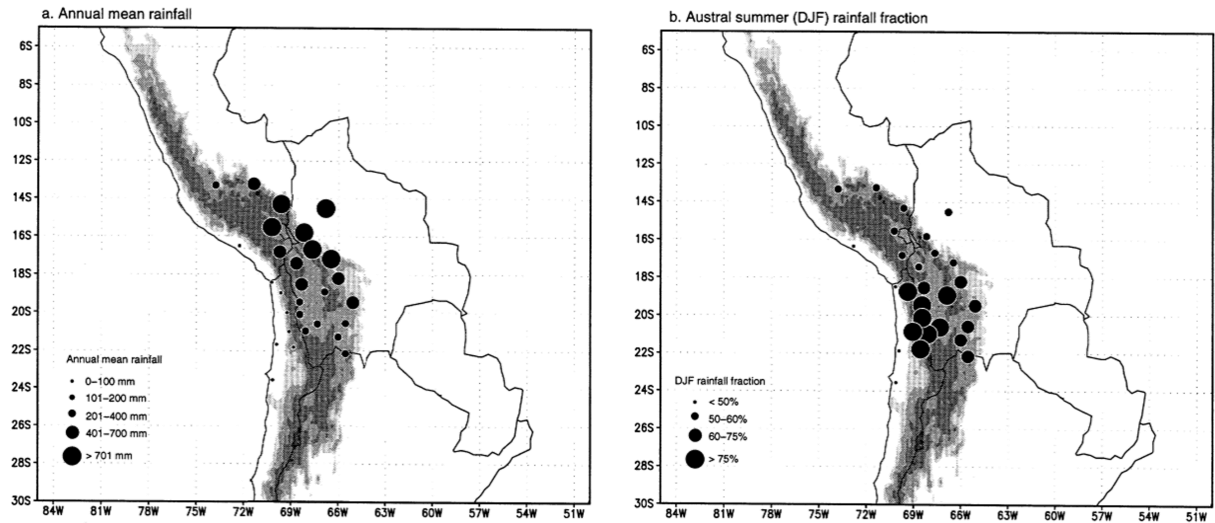 a. Annual mean rainfall
6S
8S
10S
12S
14S
16S
18S
20S
22S
24S
26S
28S
30S
Annual mean rainfall
0–100 mm
101–200 mm
201–400 mm
401–700 mm
> 701 mm
84W 81W 78W 75W 72W 69W 66W 63W 60W 57W 54W 51W
b. Austral summer (DJF) rainfall fraction
6S
8S
10S
12S
14S
16S
18S
20S
22S
24S
26S
28S
30S
DJF rainfall fraction
< 50%
50–60%
60–75%
> 75%
84W 81W 78W 75W 72W 69W 66W 63W 60W 57W 54W 51W